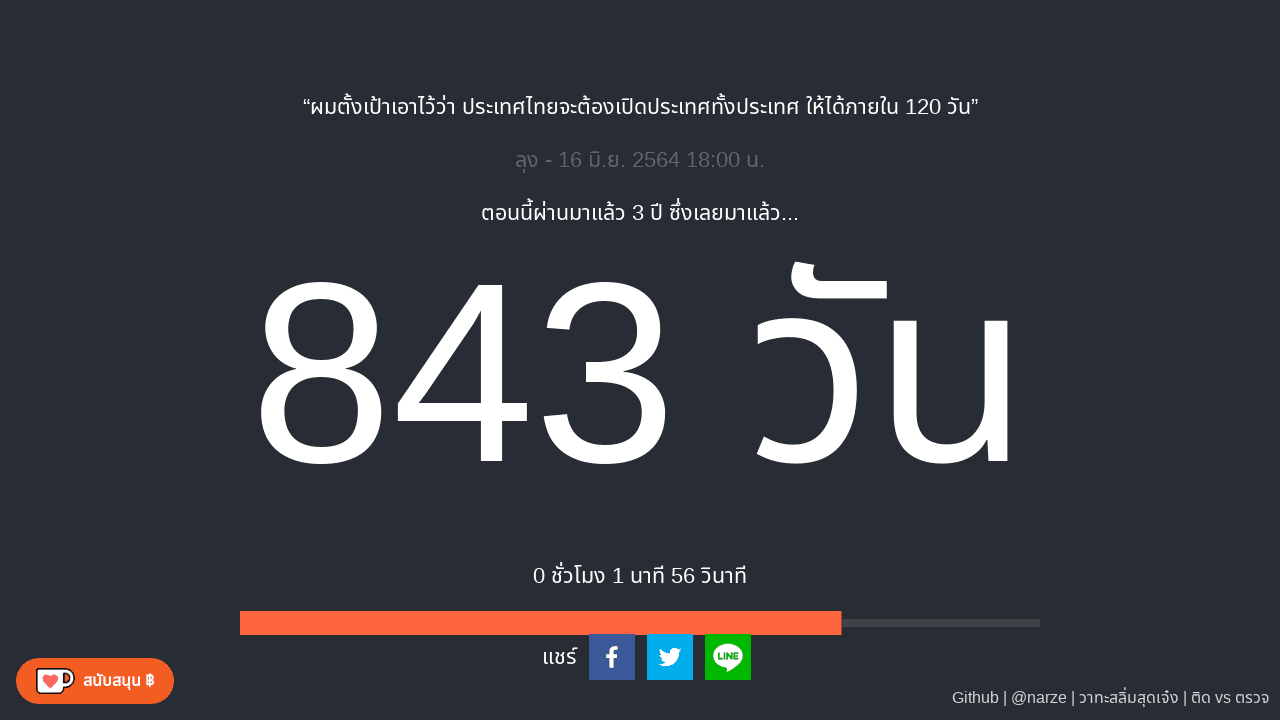 “ผมตั้งเป้าเอาไว้ว่า ประเทศไทยจะต้องเปิดประเทศทั้งประเทศ ให้ได้ภายใน 120 วัน”
ลุง - 16 มิ.ย. 2564 18:00 น.
ตอนนี้ผ่านมาแล้ว 3 ปี ซึ่งเลยมาแล้ว...
843 วัน
0 ชั่วโมง 1 นาที 56 วินาที
แชร์
LINE
สนับสนุน ฿
Github | @narze | วาทะสลิ่มสุดเจ๋ง | ติด vs ตรวจ